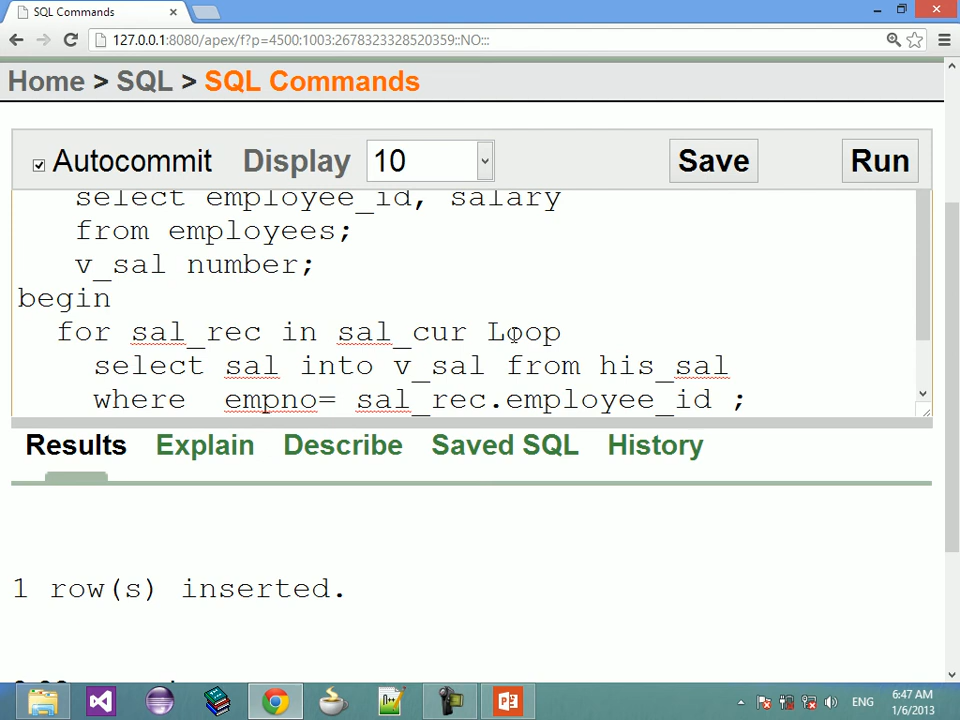 SQL Commands
127.0.0.1:8080/apex/f?p=4500:1003:2678323328520359::NO:::
Home > SQL > SQL Commands
Autocommit Display 10 Save Run
select employee_id, salary
from employees;
v_sal number;
begin
for sal_rec in sal_cur Loop
select sal into v_sal from his_sal
where empno= sal_rec.employee_id ;
Results Explain Describe Saved SQL History
1 row(s) inserted.
ENG
6:47 AM
1/6/2013